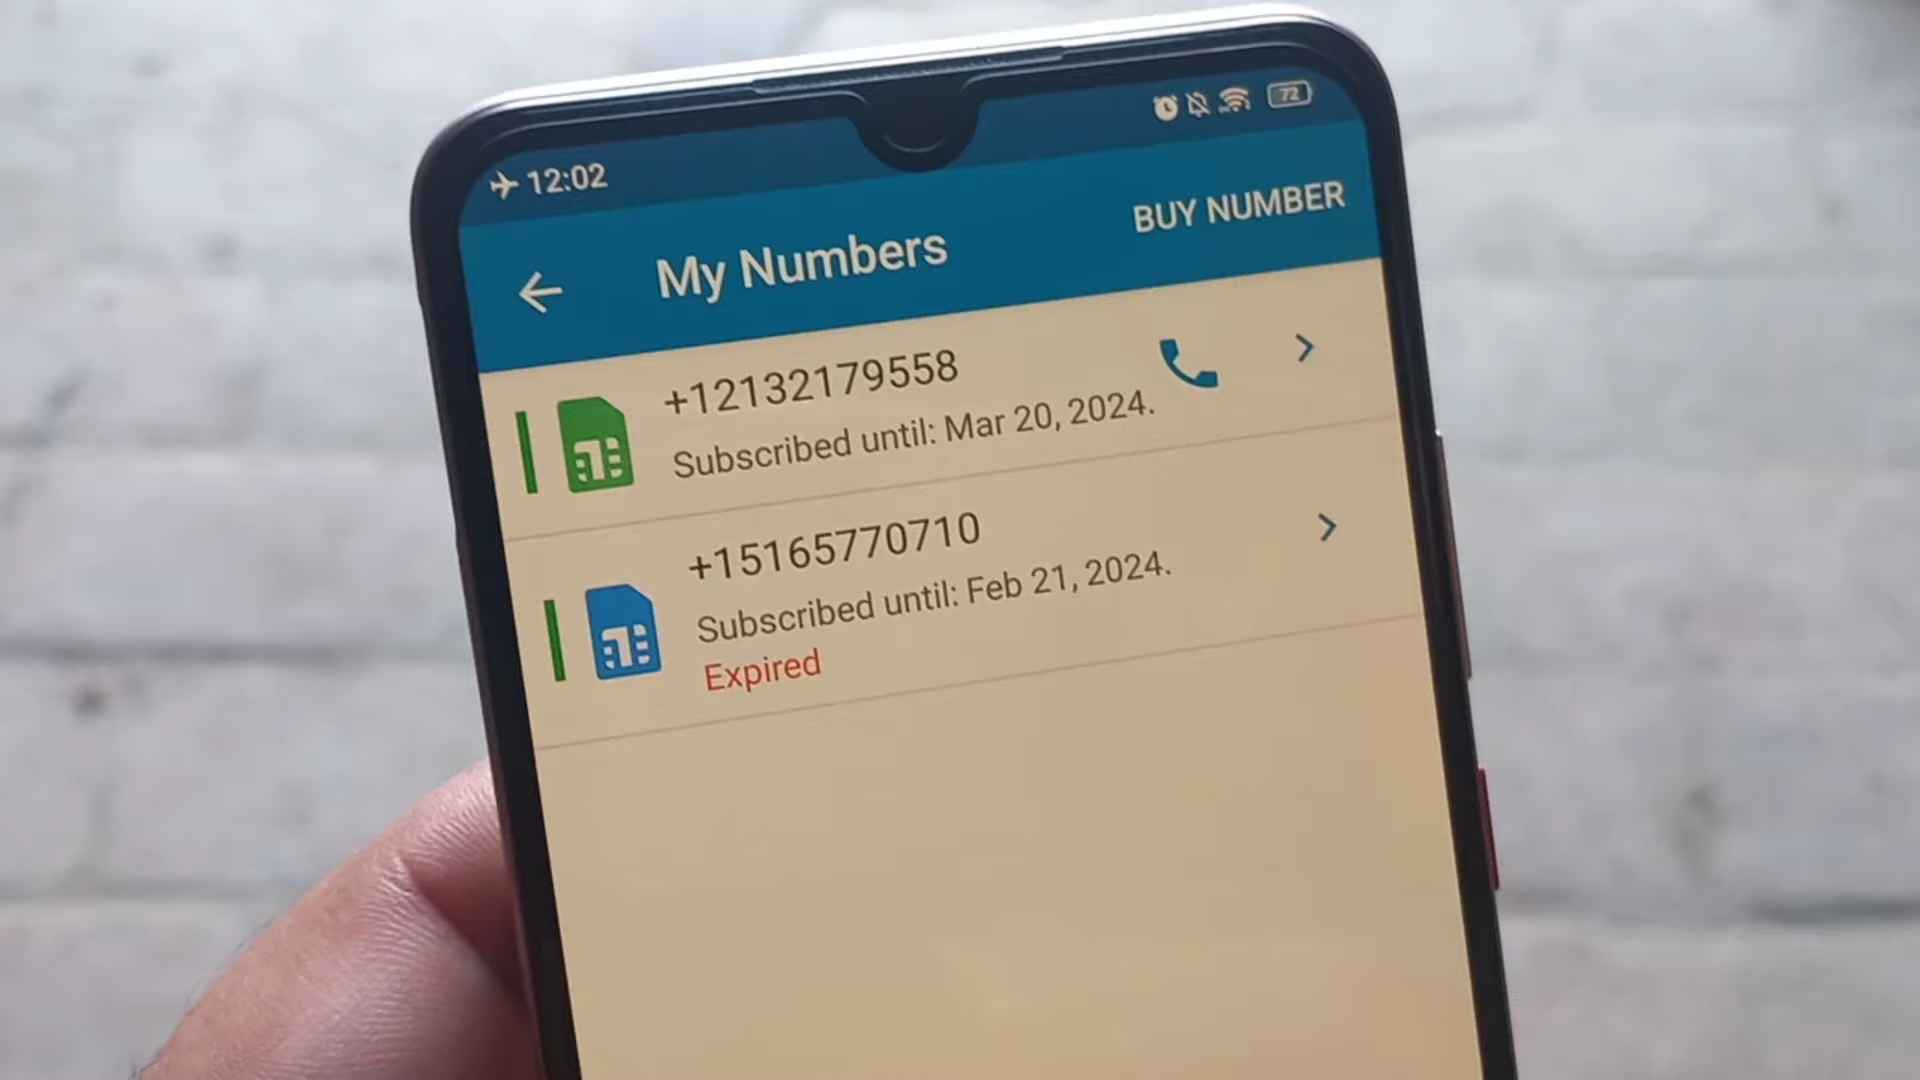 12:02
72
My Numbers
BUY NUMBER
+12132179558
Subscribed until: Mar 20, 2024.
+15165770710
Subscribed until: Feb 21, 2024.
Expired